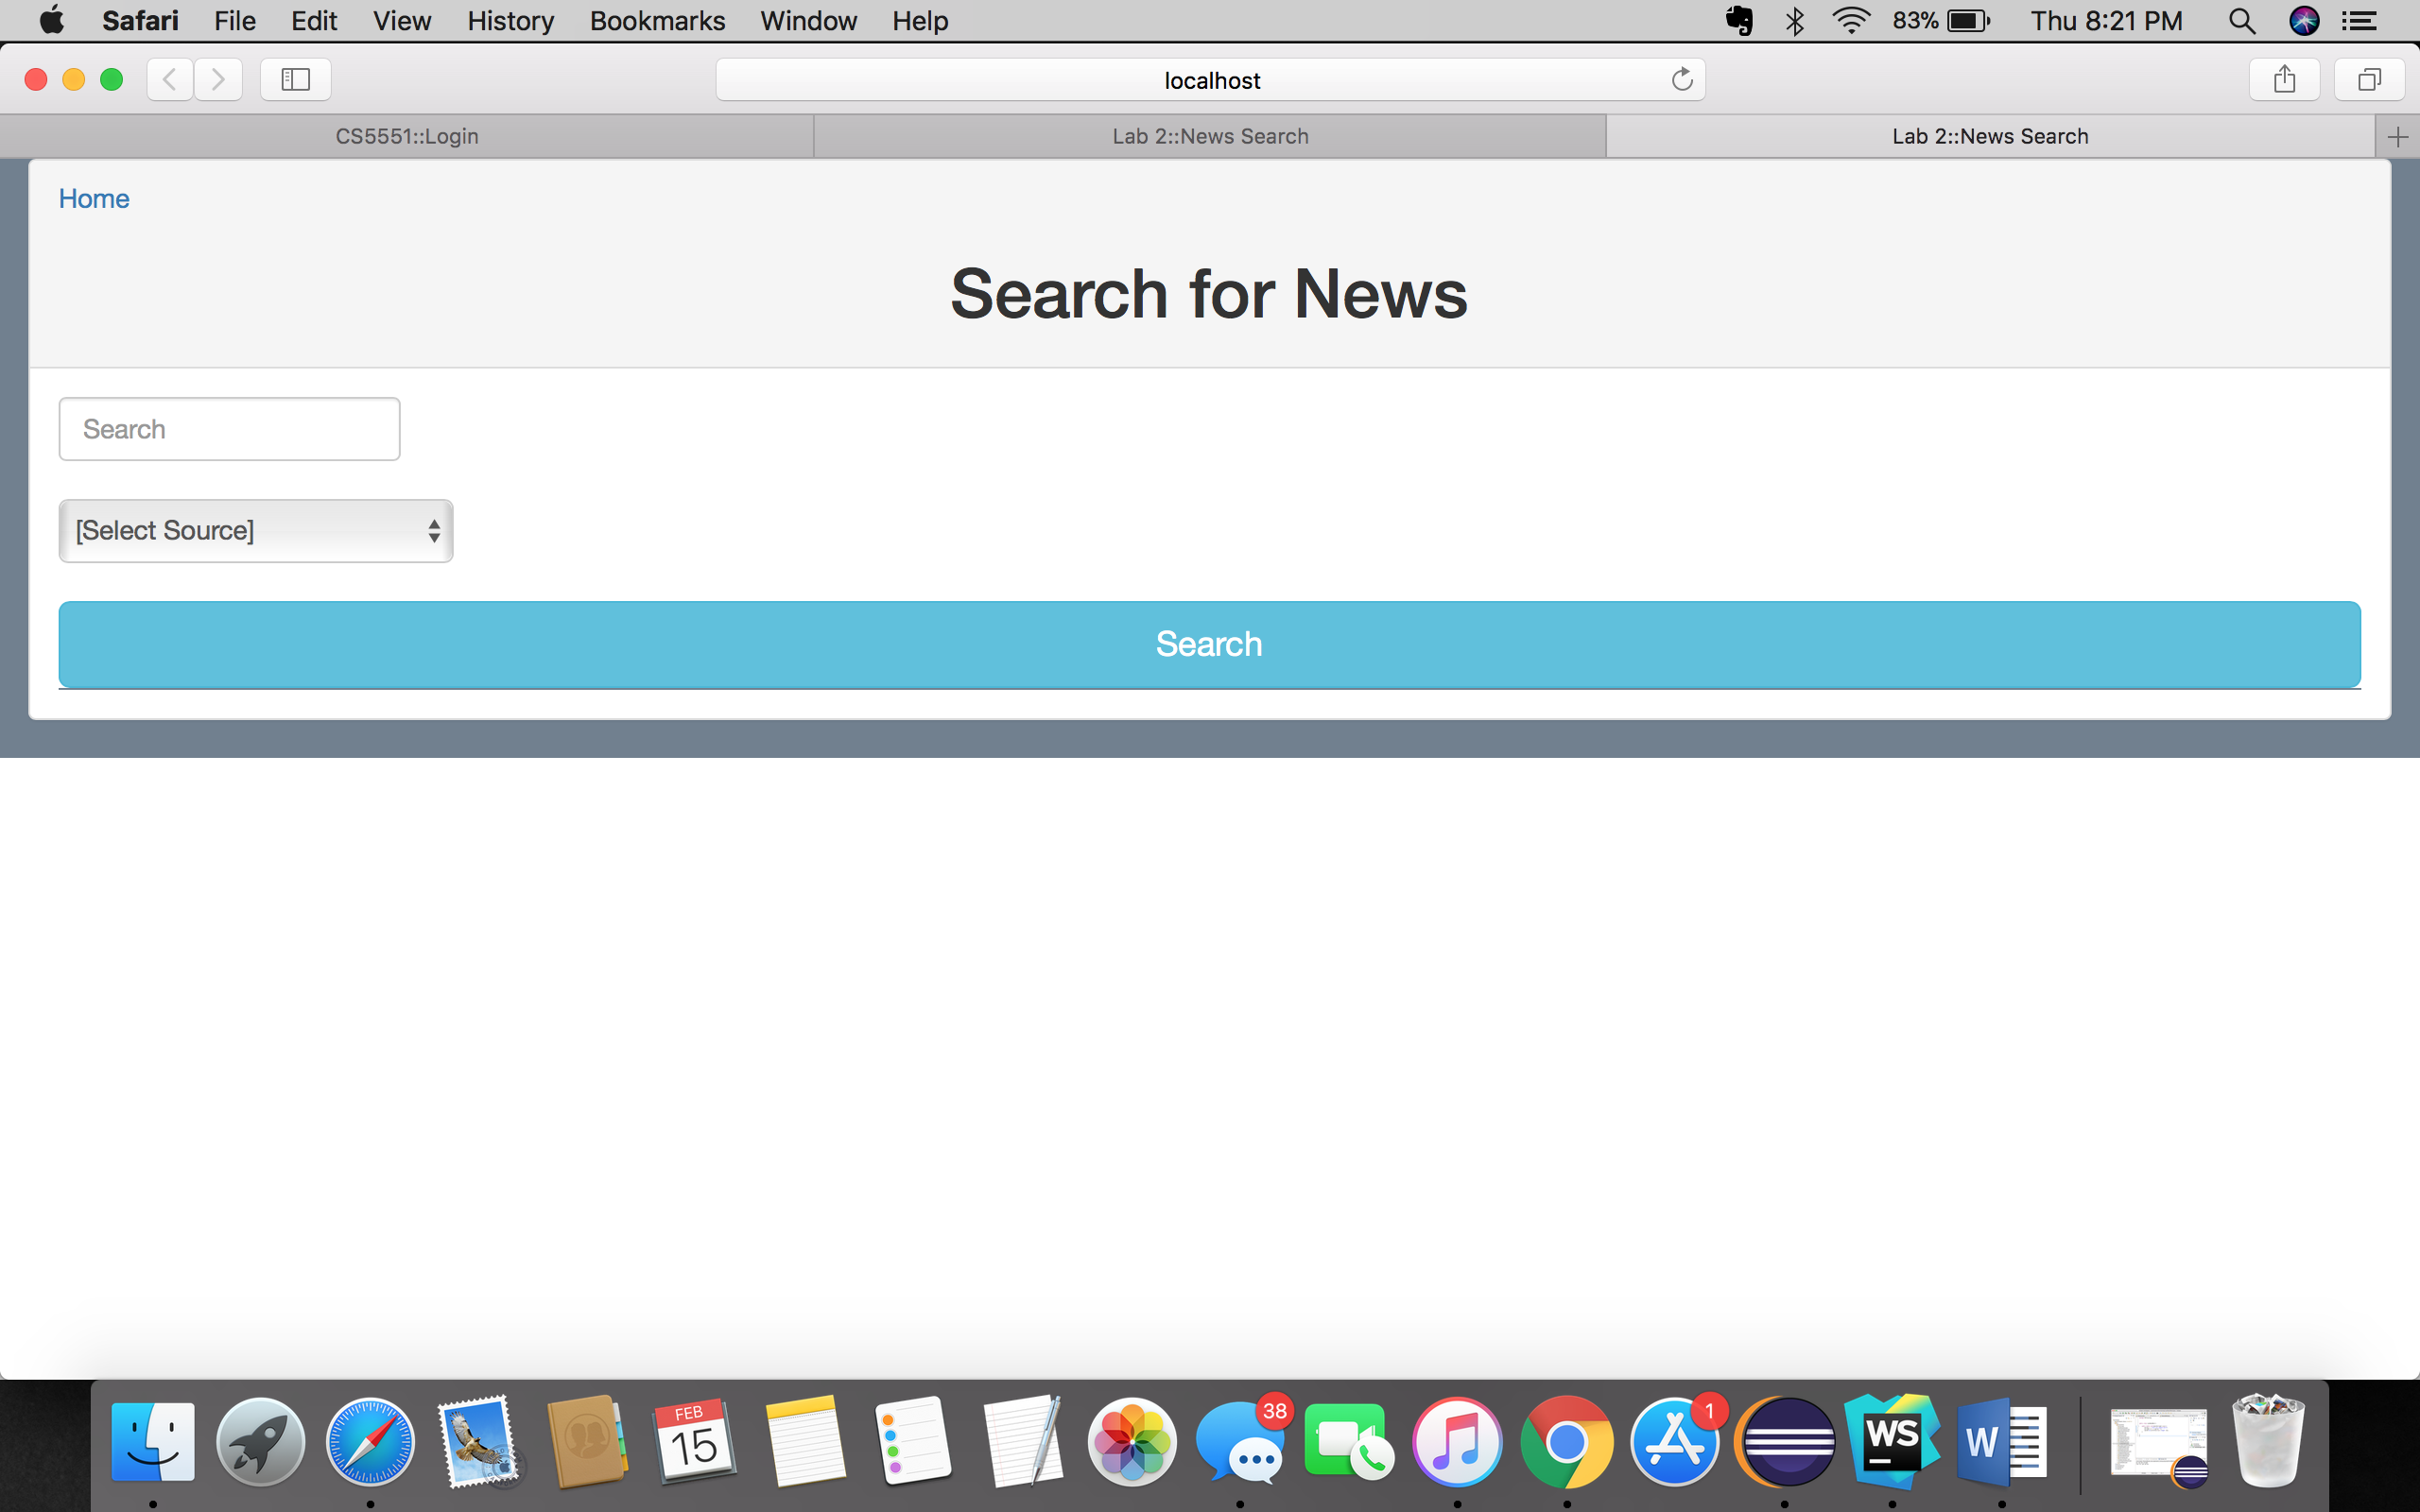 Safari File Edit View History Bookmarks Window Help 83% Thu 8:21 PM
localhost
CS5551::Login Lab 2::News Search Lab 2::News Search
Home
Search for News
Search
[Select Source]
Search
FEB
15
38
1
WS
W